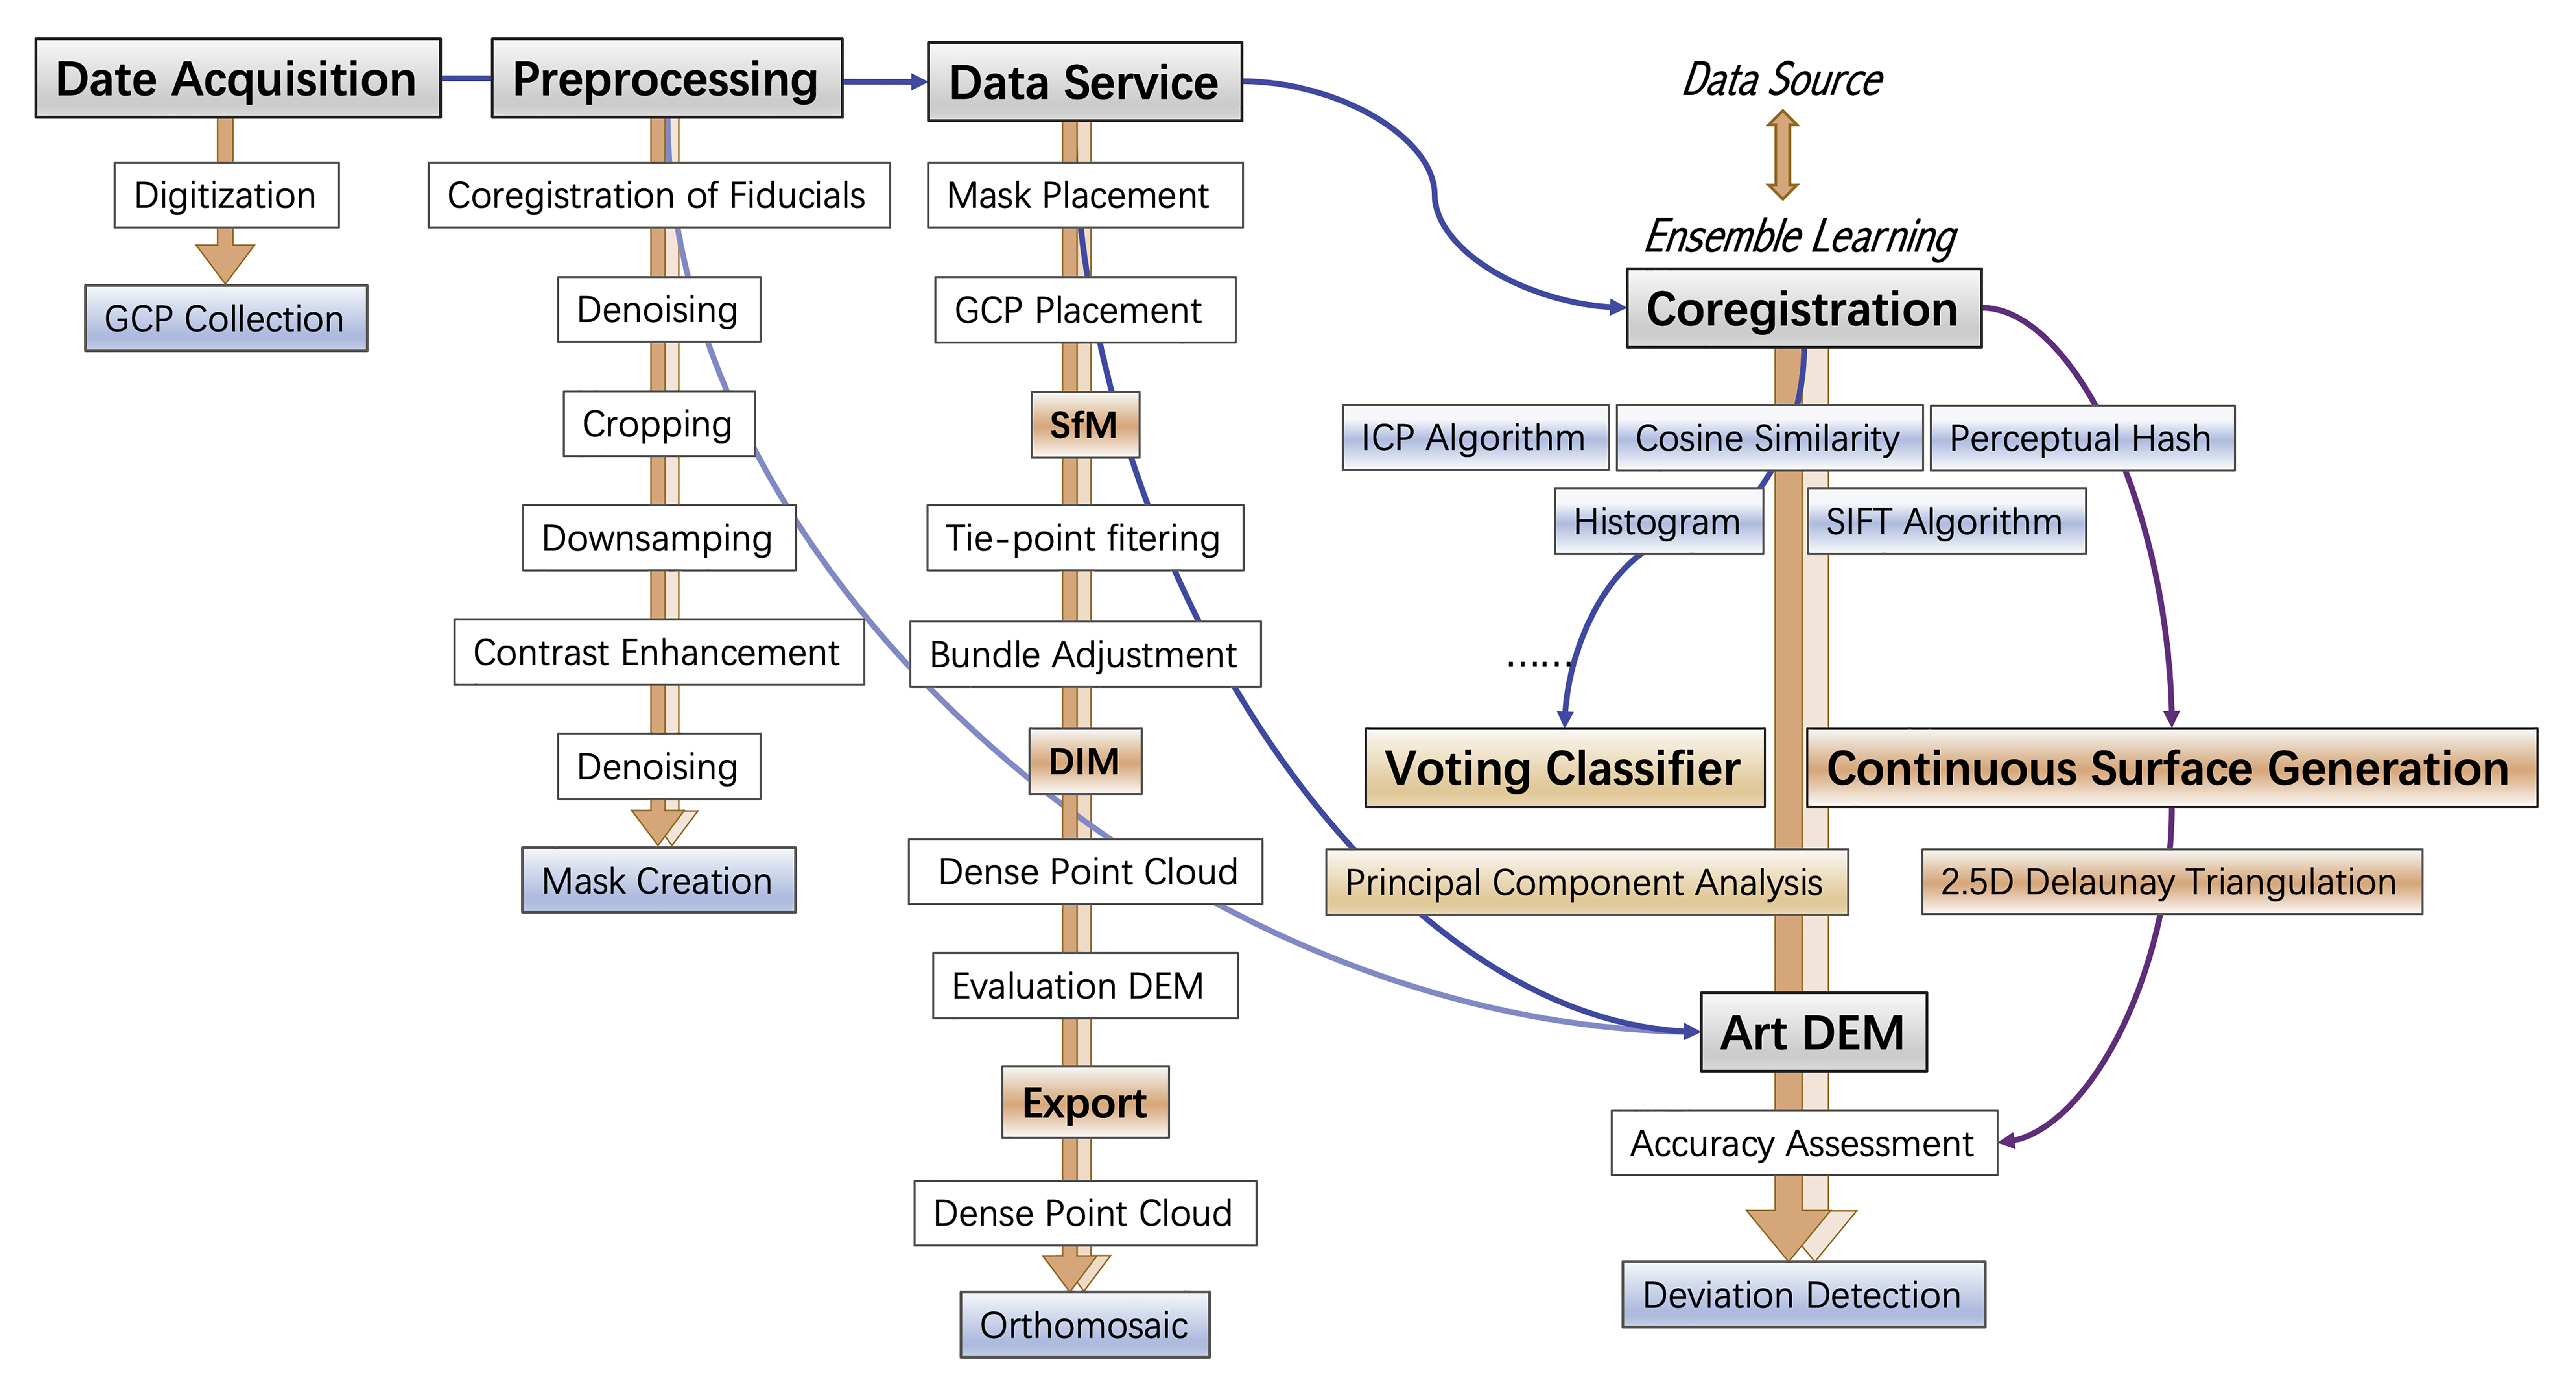 Date Acquisition
Digitization
GCP Collection
Preprocessing
Coregistration of Fiducials
Denoising
Cropping
Downsamping
Contrast Enhancement
Denoising
Mask Creation
Data Service
Mask Placement
GCP Placement
SfM
Tie-point fitering
Bundle Adjustment
DIM
Dense Point Cloud
Evaluation DEM
Export
Dense Point Cloud
Orthomosaic
Data Source
Ensemble Learning
Coregistration
ICP Algorithm
Cosine Similarity
Perceptual Hash
Histogram
SIFT Algorithm
......
Voting Classifier
Continuous Surface Generation
Principal Component Analysis
2.5D Delaunay Triangulation
Art DEM
Accuracy Assessment
Deviation Detection